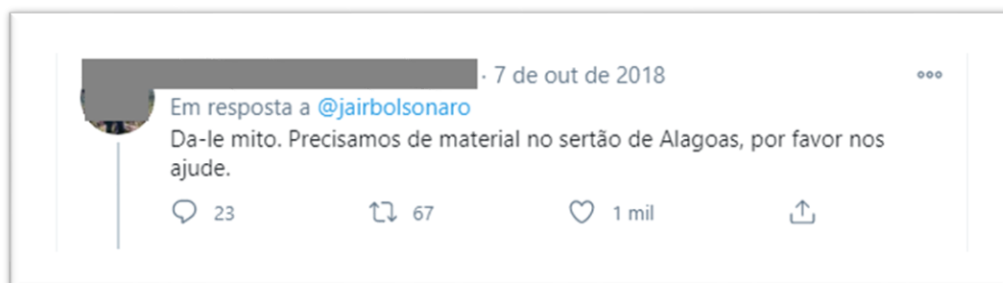 · 7 de out de 2018
Em resposta a @jairbolsonaro
Da-le mito. Precisamos de material no sertão de Alagoas, por favor nos
ajude.
23 67 1 mil